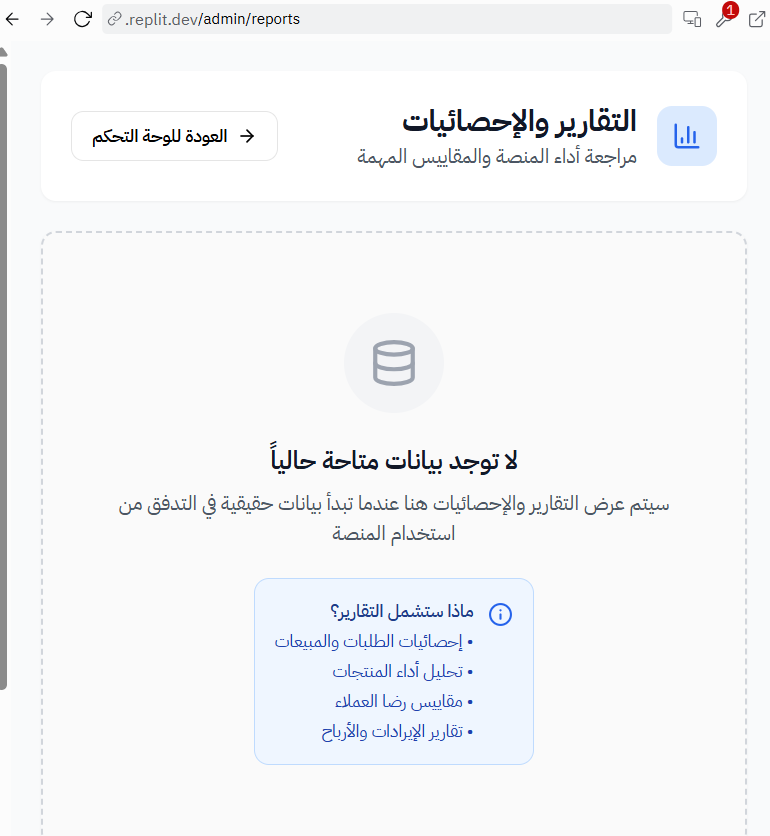 .replit.dev/admin/reports
1
التقارير والإحصائيات
مراجعة أداء المنصة والمقاييس المهمة
العودة للوحة التحكم
لا توجد بيانات متاحة حالياً
سيتم عرض التقارير والإحصائيات هنا عندما تبدأ بيانات حقيقية في التدفق من
استخدام المنصة
ماذا ستشمل التقارير؟
• إحصائيات الطلبات والمبيعات
• تحليل أداء المنتجات
• مقاييس رضا العملاء
• تقارير الإيرادات والأرباح